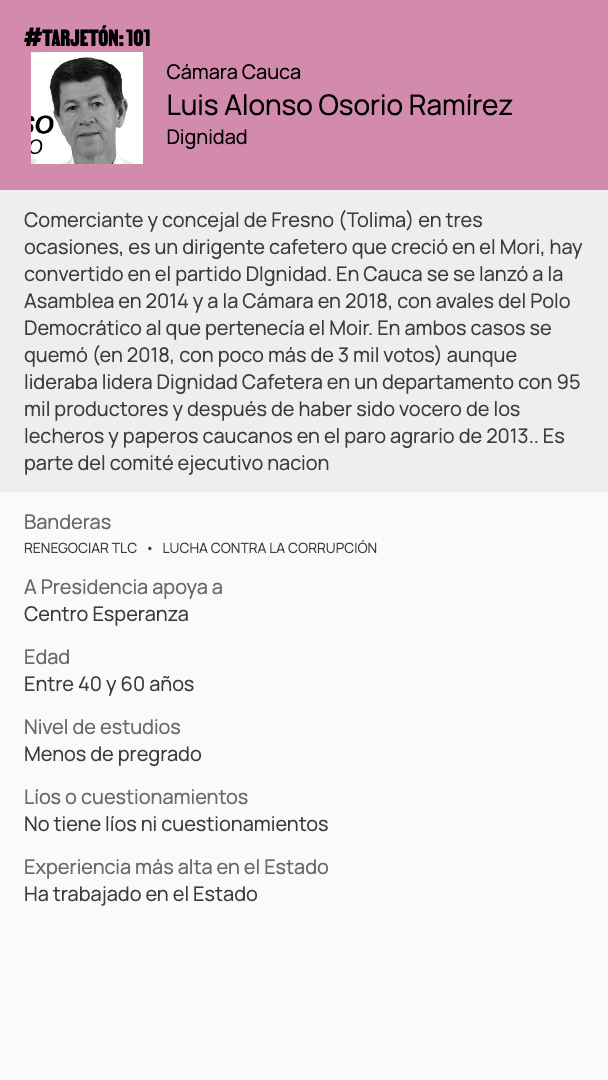 #TARJETÓN: 101
Cámara Cauca
Luis Alonso Osorio Ramírez
Dignidad
SO
O
Comerciante y concejal de Fresno (Tolima) en tres
ocasiones, es un dirigente cafetero que creció en el Mori, hay
convertido en el partido DIgnidad. En Cauca se se lanzó a la
Asamblea en 2014 y a la Cámara en 2018, con avales del Polo
Democrático al que pertenecía el Moir. En ambos casos se
quemó (en 2018, con poco más de 3 mil votos) aunque
lideraba lidera Dignidad Cafetera en un departamento con 95
mil productores y después de haber sido vocero de los
lecheros y paperos caucanos en el paro agrario de 2013.. Es
parte del comité ejecutivo nacion
Banderas
RENEGOCIAR TLC • LUCHA CONTRA LA CORRUPCIÓN
A Presidencia apoya a
Centro Esperanza
Edad
Entre 40 y 60 años
Nivel de estudios
Menos de pregrado
Líos o cuestionamientos
No tiene líos ni cuestionamientos
Experiencia más alta en el Estado
Ha trabajado en el Estado